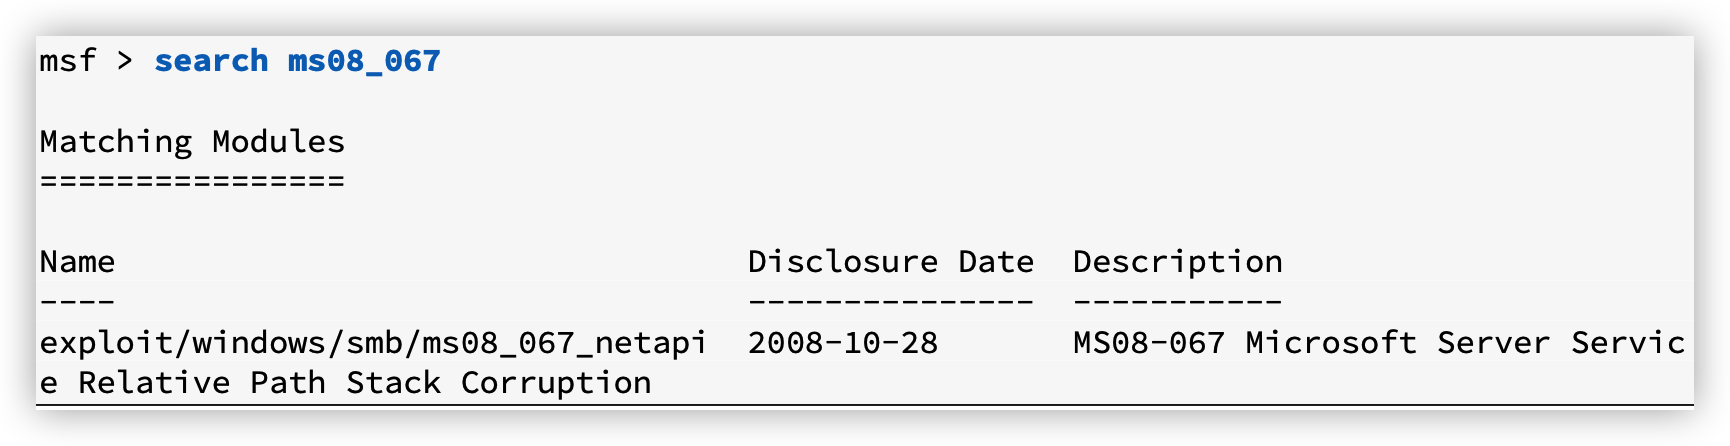 msf > search ms08_067
Matching Modules
================
Name                                 Disclosure Date  Description
----                                 ---------------  -----------
exploit/windows/smb/ms08_067_netapi  2008-10-28       MS08-067 Microsoft Server Servic
e Relative Path Stack Corruption